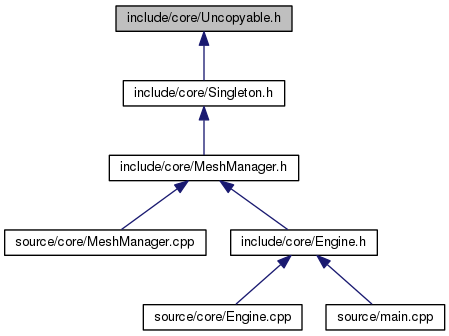 include/core/Uncopyable.h
include/core/Singleton.h
include/core/MeshManager.h
source/core/MeshManager.cpp
include/core/Engine.h
source/core/Engine.cpp
source/main.cpp